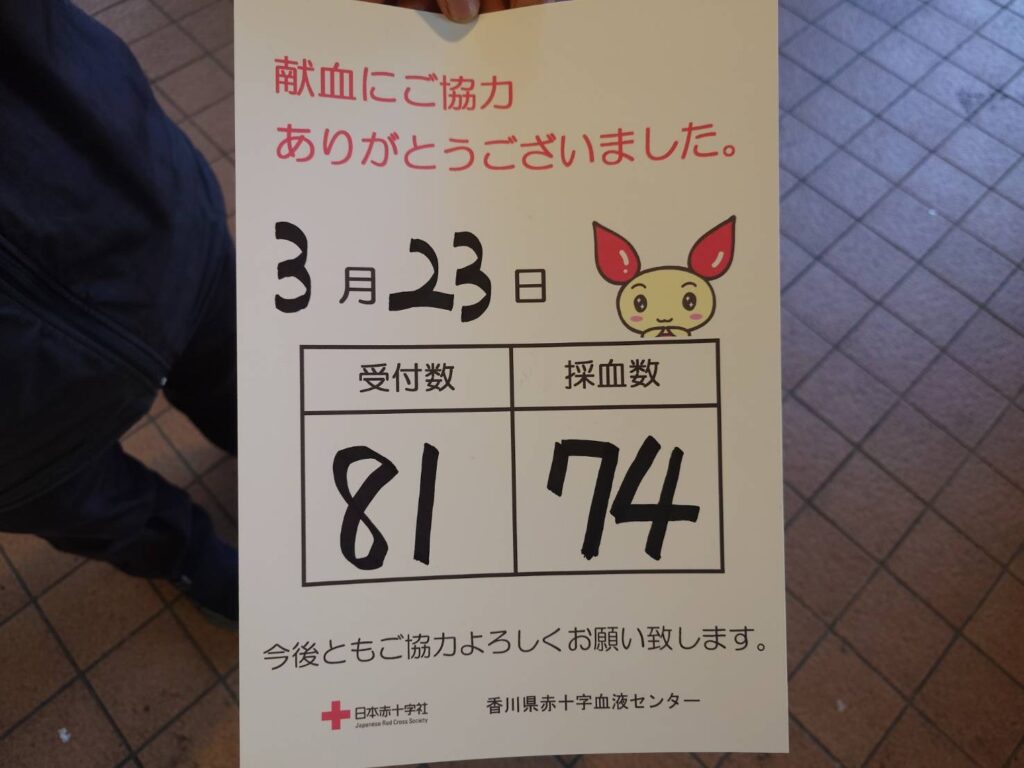 献血にご協力
ありがとうございました。
3月23日
受付数 採血数
81 74
今後ともご協力よろしくお願い致します。
日本赤十字社 香川県赤十字血液センター
Japanese Red Cross Society